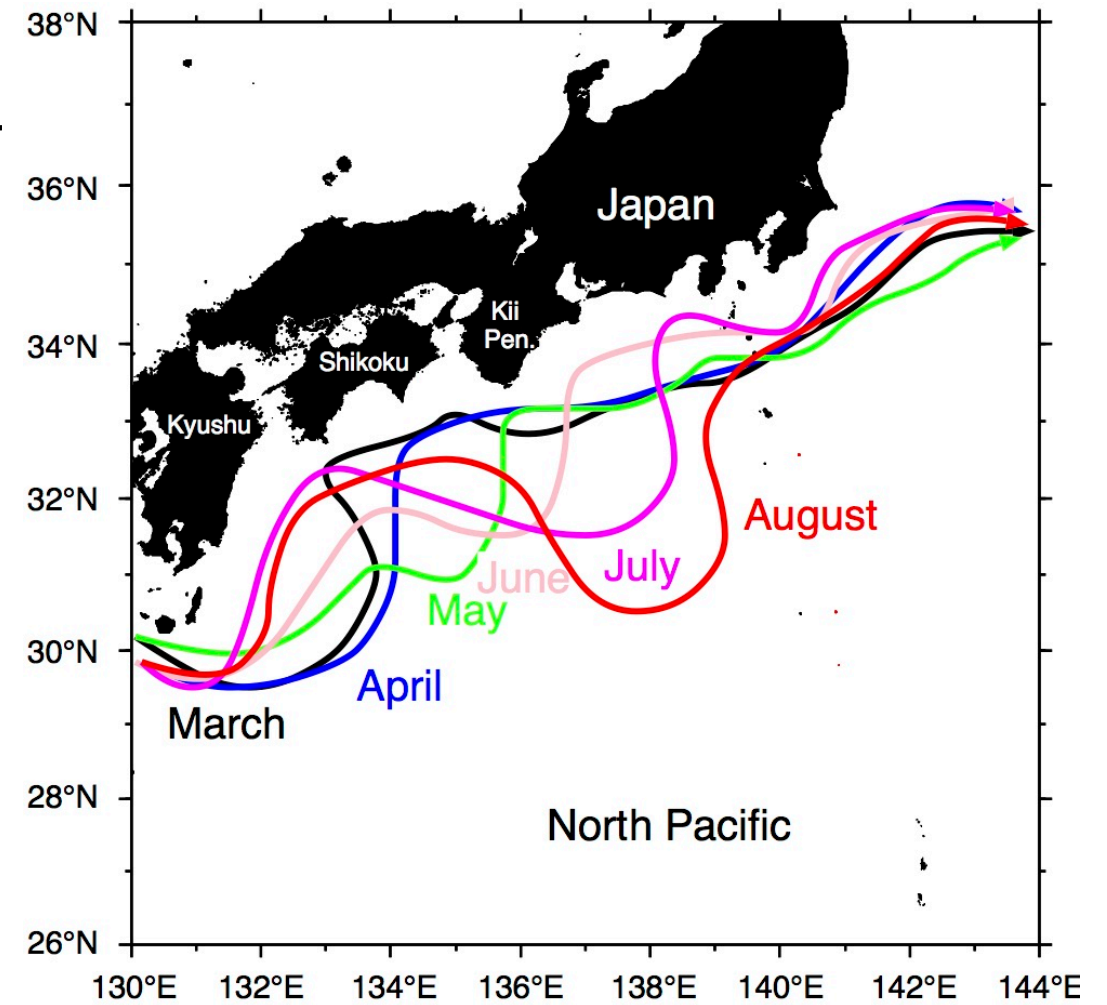 38°N
36°N
34°N
32°N
30°N
28°N
26°N
Japan
Kii
Pen.
Shikoku
Kyushu
August
July
June
May
April
March
North Pacific
130°E 132°E 134°E 136°E 138°E 140°E 142°E 144°E